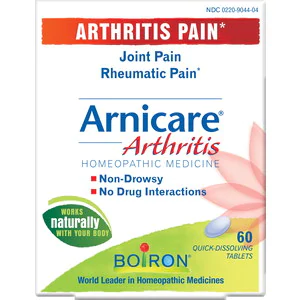 NDC 0220-9044-04
ARTHRITIS PAIN*
Joint Pain
Rheumatic Pain*
Arnicare®
Arthritis
HOMEOPATHIC MEDICINE
• Non-Drowsy
• No Drug Interactions
WORKS
naturally
WITH YOUR BODY
60
QUICK-DISSOLVING
TABLETS
BOIRON®
World Leader in Homeopathic Medicines